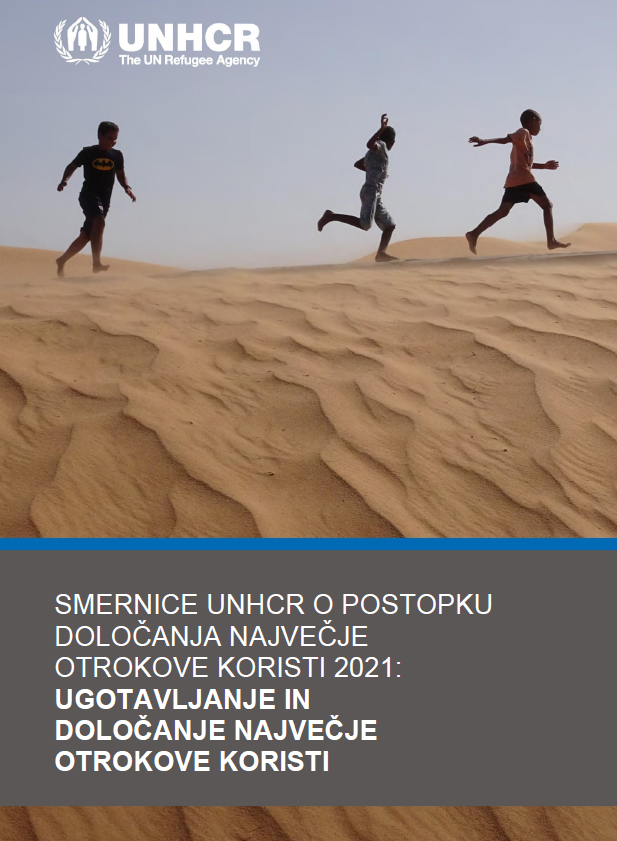 UNHCR
The UN Refugee Agency
SMERNICE UNHCR O POSTOPKU
DOLOČANJA NAJVEČJE
OTROKOVE KORISTI 2021:
UGOTAVLJANJE IN
DOLOČANJE NAJVEČJE
OTROKOVE KORISTI